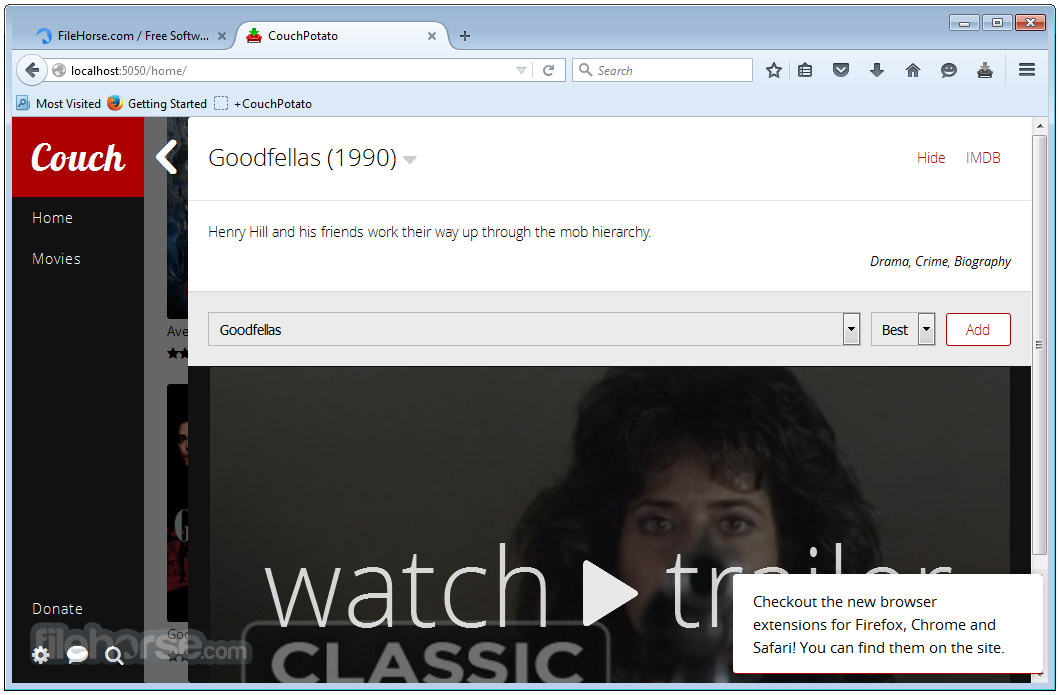 FileHorse.com / Free Softw...
CouchPotato
localhost:5050/home/
Search
Most Visited
Getting Started
+CouchPotato
Couch
Home
Movies
Donate
Goodfellas (1990)
Hide
IMDB
Henry Hill and his friends work their way up through the mob hierarchy.
Drama, Crime, Biography
Goodfellas
Best
Add
Ave
watch trailer
CLASSIC
Goo
Checkout the new browser
extensions for Firefox, Chrome and
Safari! You can find them on the site.
filehorse.com